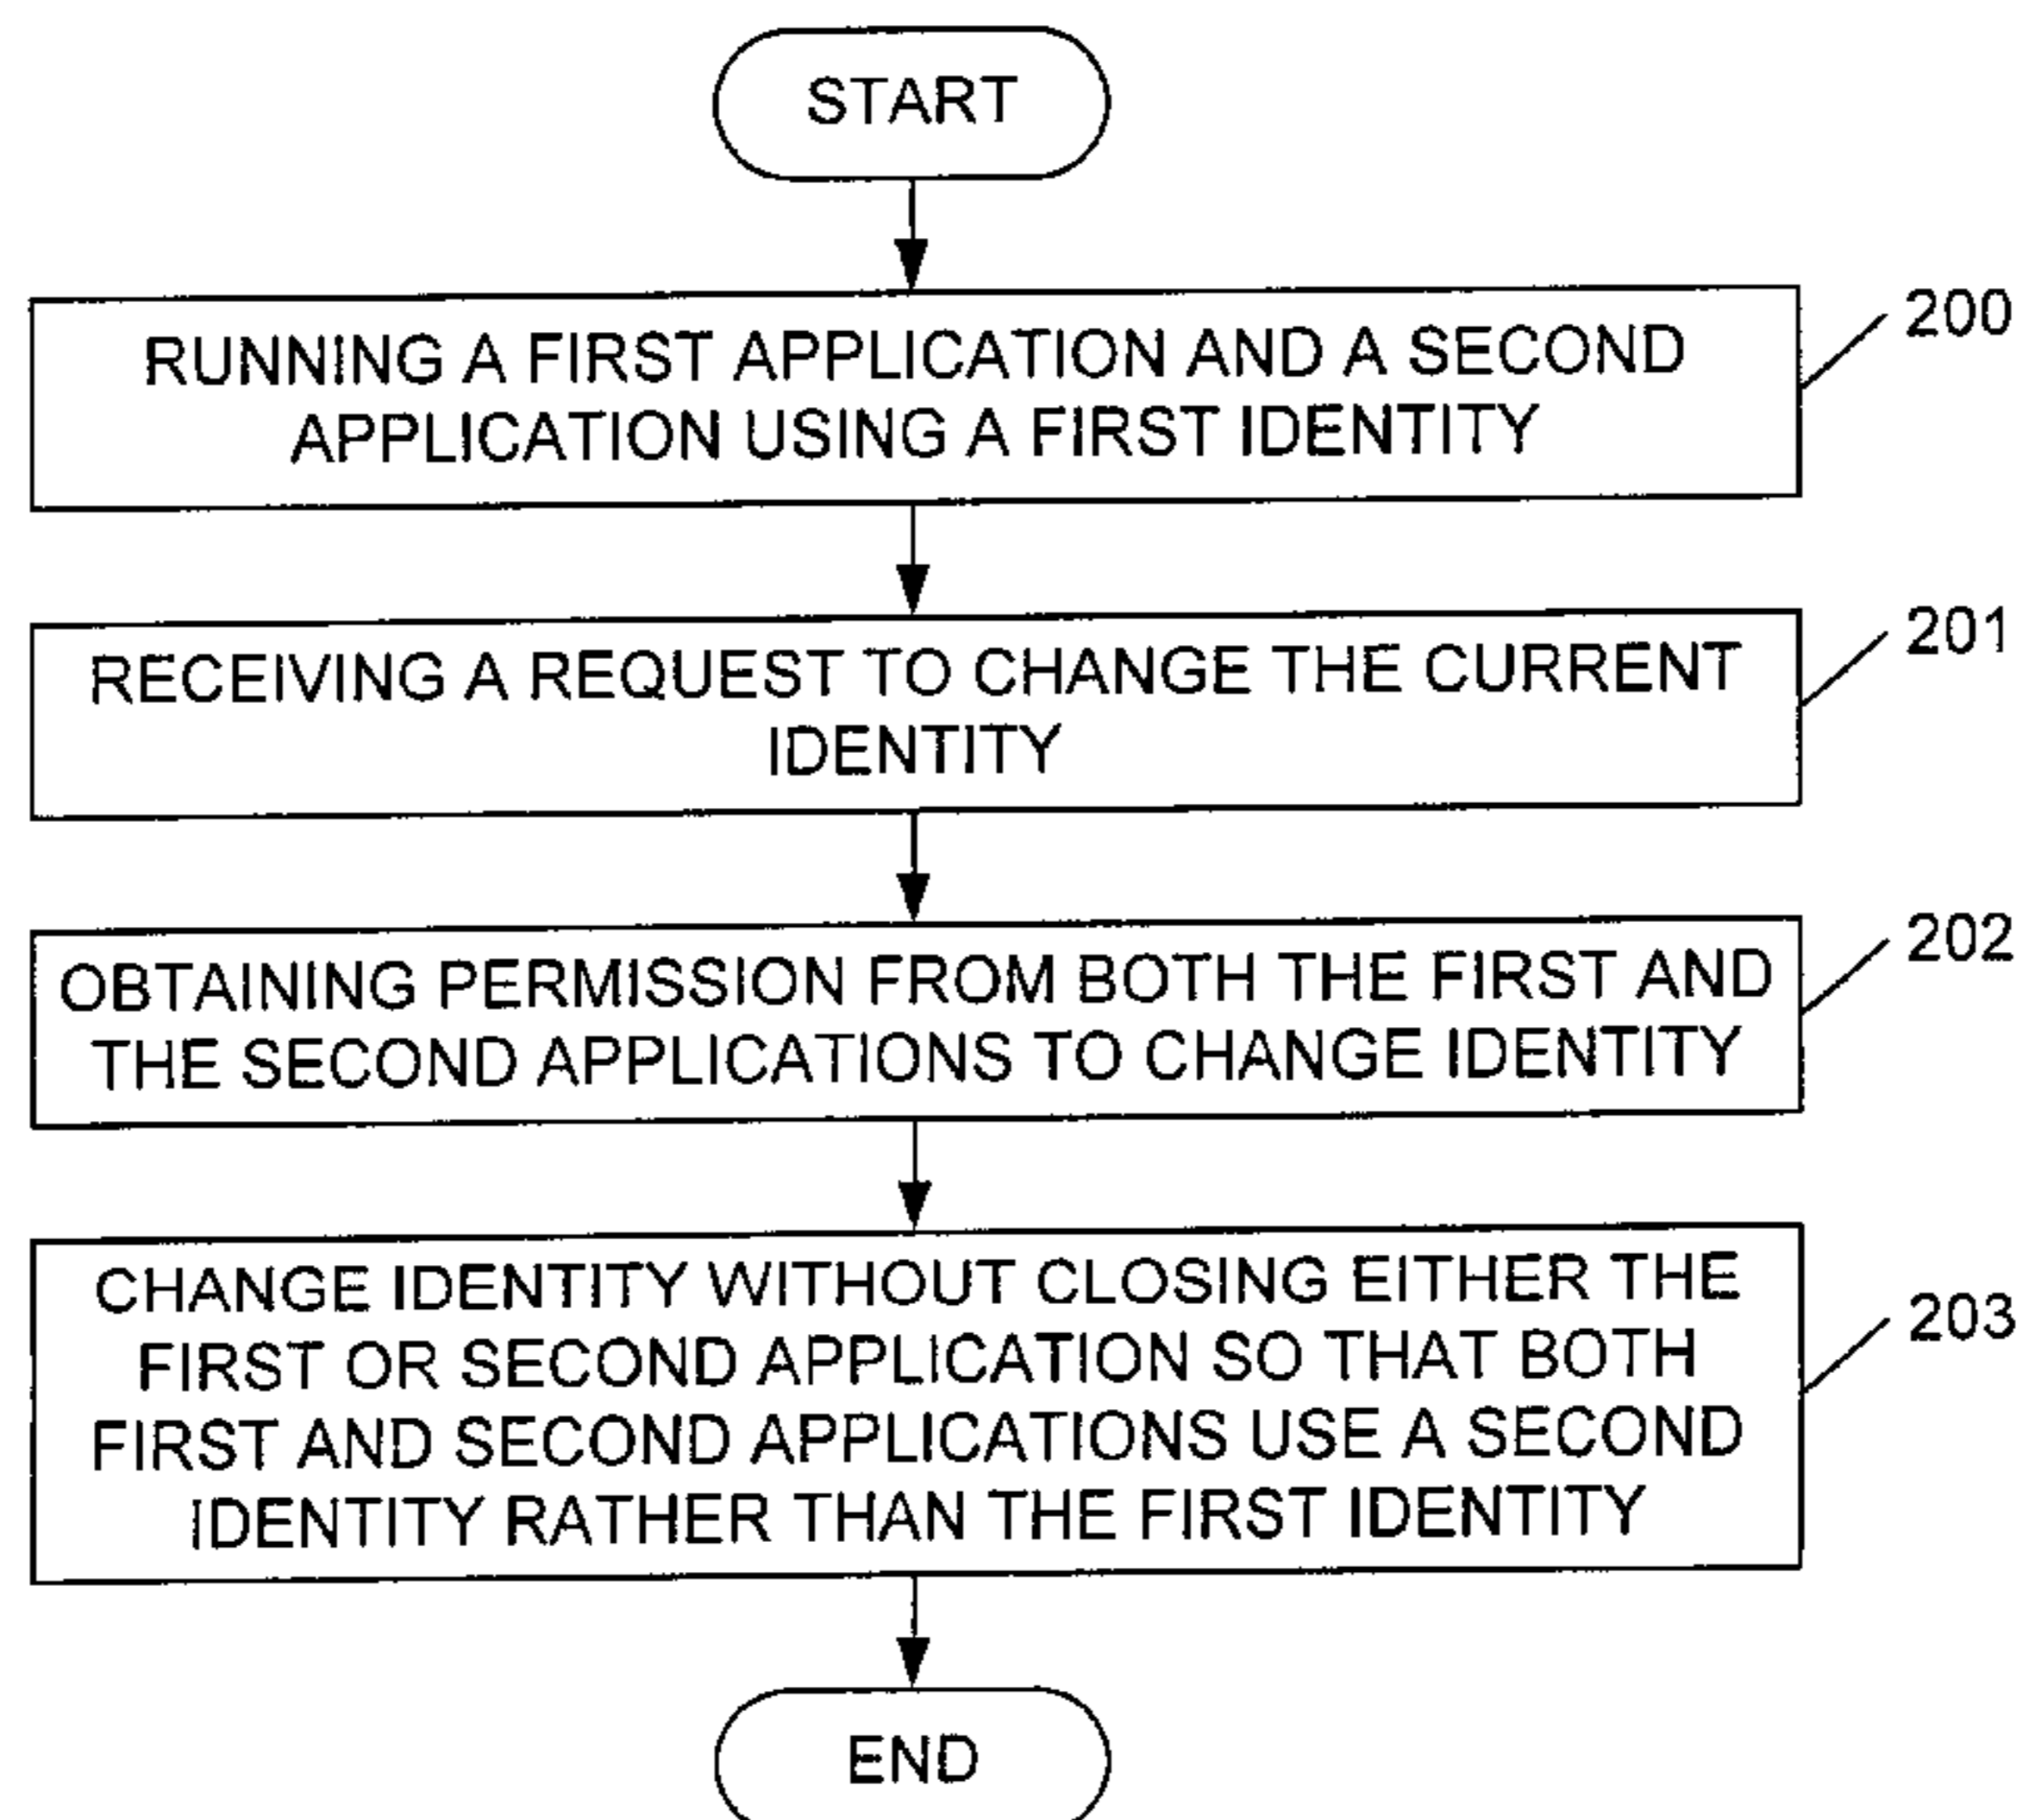 START
RUNNING A FIRST APPLICATION AND A SECOND
APPLICATION USING A FIRST IDENTITY
200
RECEIVING A REQUEST TO CHANGE THE CURRENT
IDENTITY
201
OBTAINING PERMISSION FROM BOTH THE FIRST AND
THE SECOND APPLICATIONS TO CHANGE IDENTITY
202
CHANGE IDENTITY WITHOUT CLOSING EITHER THE
FIRST OR SECOND APPLICATION SO THAT BOTH
FIRST AND SECOND APPLICATIONS USE A SECOND
IDENTITY RATHER THAN THE FIRST IDENTITY
203
END